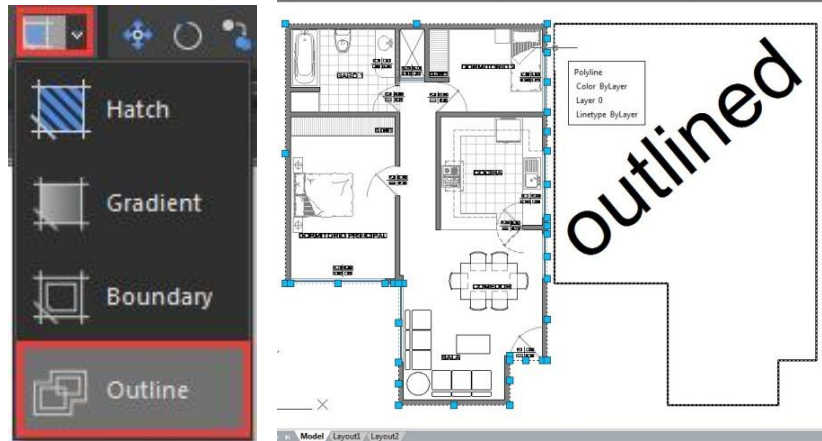 Hatch
Gradient
Boundary
Outline
BAÑO 1
DORMITORIO
COCINA
DORMITORIO PRINCIPAL
COMEDOR
SALA
Polyline
Color ByLayer
Layer 0
Linetype ByLayer
outlined
Model
Layout1
Layout2